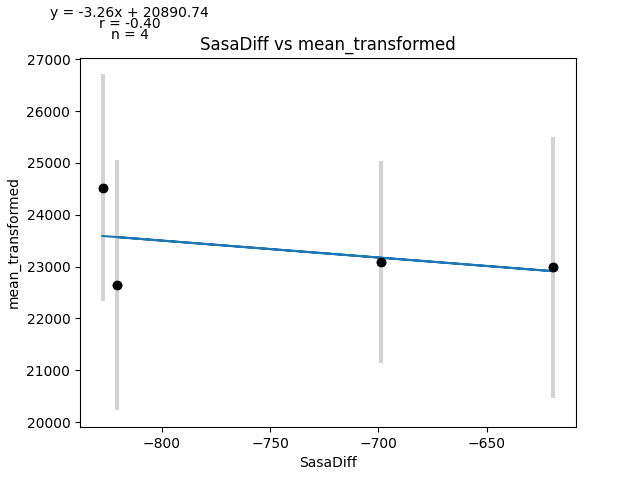 y = -3.26x + 20890.74
r = -0.40
n = 4
SasaDiff vs mean_transformed
27000
26000
25000
24000
23000
22000
21000
20000
mean_transformed
−800
−750
−700
−650
SasaDiff